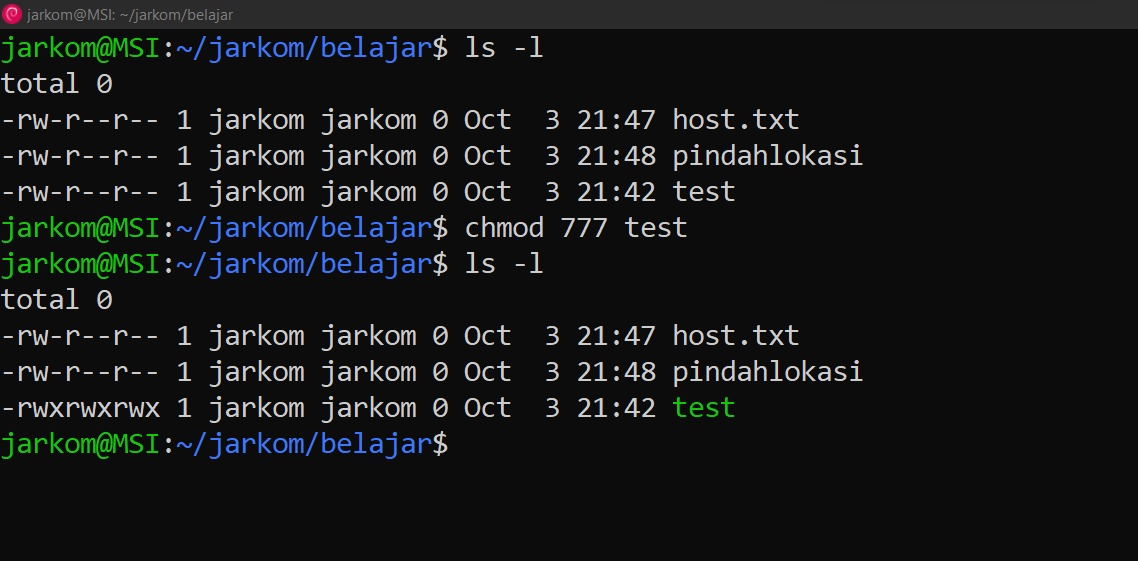 jarkom@MSI: ~/jarkom/belajar
jarkom@MSI:~/jarkom/belajar$ ls -l
total 0
-rw-r--r-- 1 jarkom jarkom 0 Oct  3 21:47 host.txt
-rw-r--r-- 1 jarkom jarkom 0 Oct  3 21:48 pindahlokasi
-rw-r--r-- 1 jarkom jarkom 0 Oct  3 21:42 test
jarkom@MSI:~/jarkom/belajar$ chmod 777 test
jarkom@MSI:~/jarkom/belajar$ ls -l
total 0
-rw-r--r-- 1 jarkom jarkom 0 Oct  3 21:47 host.txt
-rw-r--r-- 1 jarkom jarkom 0 Oct  3 21:48 pindahlokasi
-rwxrwxrwx 1 jarkom jarkom 0 Oct  3 21:42 test
jarkom@MSI:~/jarkom/belajar$